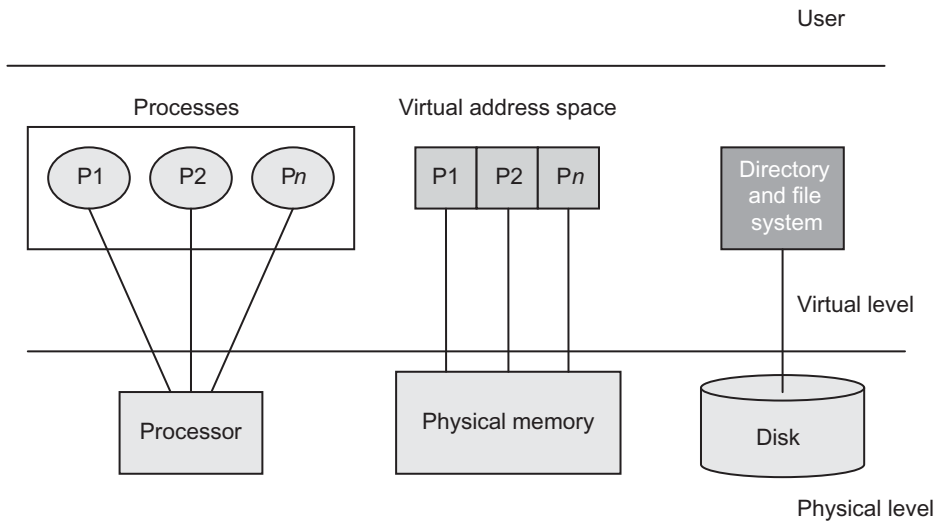 User
Processes
Virtual address space
P1
P2
Pn
P1
P2
Pn
Directory
and file
system
Virtual level
Processor
Physical memory
Disk
Physical level